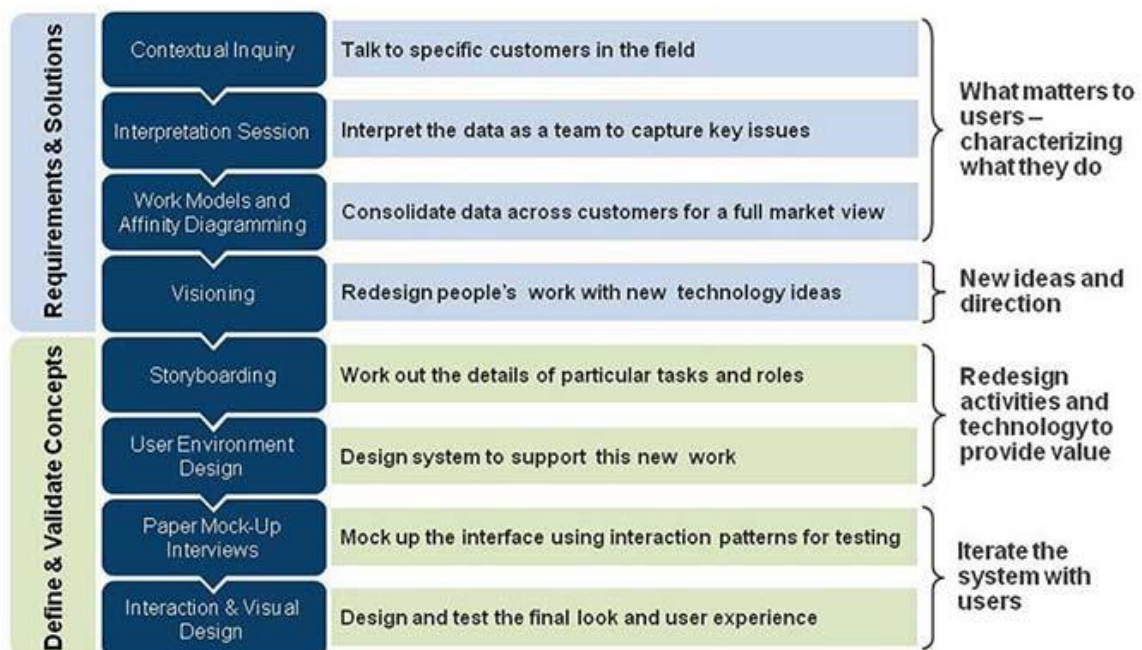 Requirements & Solutions
Contextual Inquiry
Talk to specific customers in the field
Interpretation Session
Interpret the data as a team to capture key issues
Work Models and
Affinity Diagramming
Consolidate data across customers for a full market view
What matters to
users –
characterizing
what they do
Visioning
Redesign people's work with new technology ideas
New ideas and
direction
Define & Validate Concepts
Storyboarding
Work out the details of particular tasks and roles
User Environment
Design
Design system to support this new work
Redesign
activities and
technology to
provide value
Paper Mock-Up
Interviews
Mock up the interface using interaction patterns for testing
Interaction & Visual
Design
Design and test the final look and user experience
Iterate the
system with
users